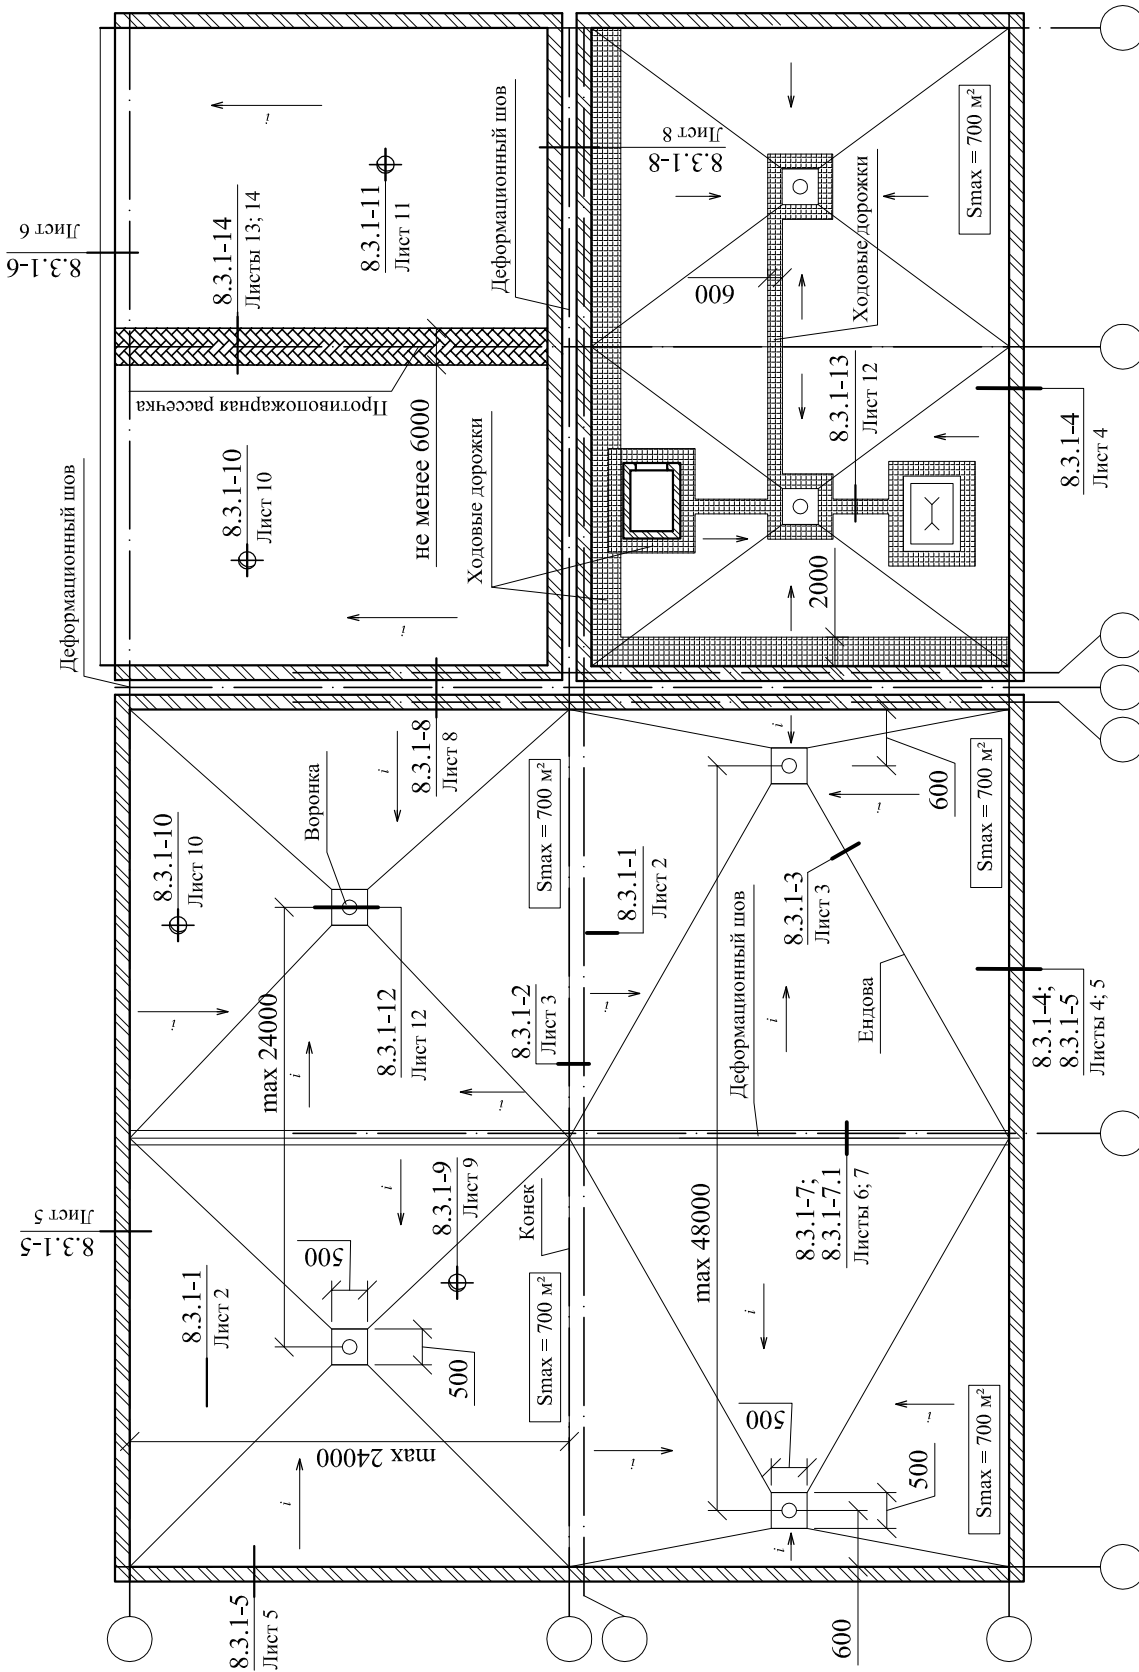 8.3.1-6
Лист 6
i
8.3.1-14
Листы 13; 14
8.3.1-11
Лист 11
Деформационный шов
Противопожарная рассечка
не менее 6000
8.3.1-10
Лист 10
Ходовые дорожки
i
Деформационный шов
8.3.1-8
Лист 8
Smax = 700 м²
Ходовые дорожки
600
8.3.1-13
Лист 12
8.3.1-4
Лист 4
2000
8.3.1-8
Лист 8
i
Воронка
8.3.1-10
Лист 10
Smax = 700 м²
i
max 24000
i
8.3.1-12
Лист 12
i
8.3.1-2
Лист 3
8.3.1-1
Лист 2
i
i
600
i
Smax = 700 м²
8.3.1-3
Лист 3
Деформационный шов
i
Ендова
8.3.1-4;
8.3.1-5
Листы 4; 5
8.3.1-5
Лист 5
8.3.1-1
Лист 2
i
8.3.1-9
Лист 9
500
500
Конек
Smax = 700 м²
max 24000
i
8.3.1-5
Лист 5
max 48000
8.3.1-7;
8.3.1-7.1
Листы 6; 7
i
i
500
500
i
Smax = 700 м²
i
600